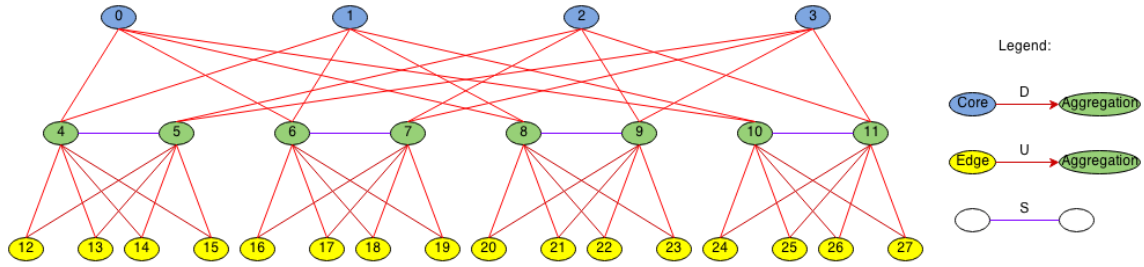 0 1 2 3
Legend:
D
Core Aggregation
4 5 6 7 8 9 10 11
U
Edge Aggregation
S
12 13 14 15 16 17 18 19 20 21 22 23 24 25 26 27